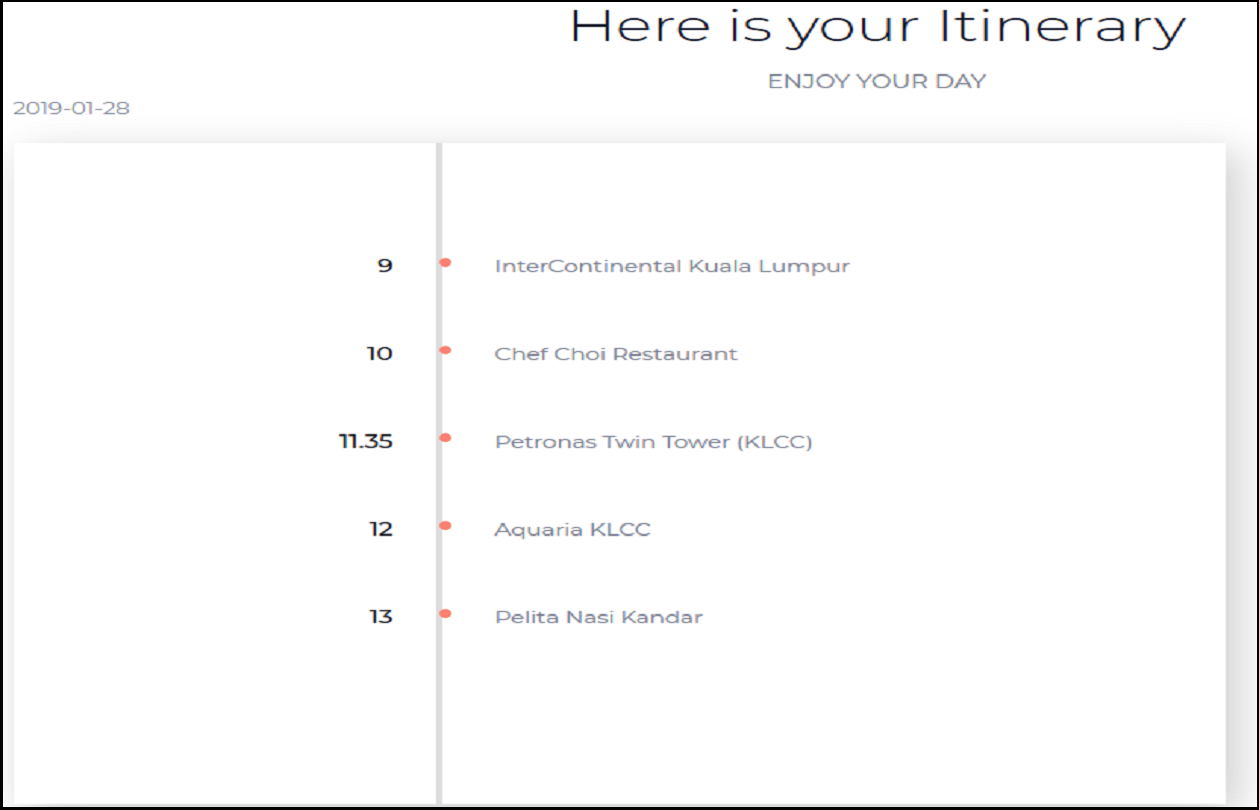 Here is your Itinerary
ENJOY YOUR DAY
2019-01-28
9 InterContinental Kuala Lumpur
10 Chef Choi Restaurant
11.35 Petronas Twin Tower (KLCC)
12 Aquaria KLCC
13 Pelita Nasi Kandar